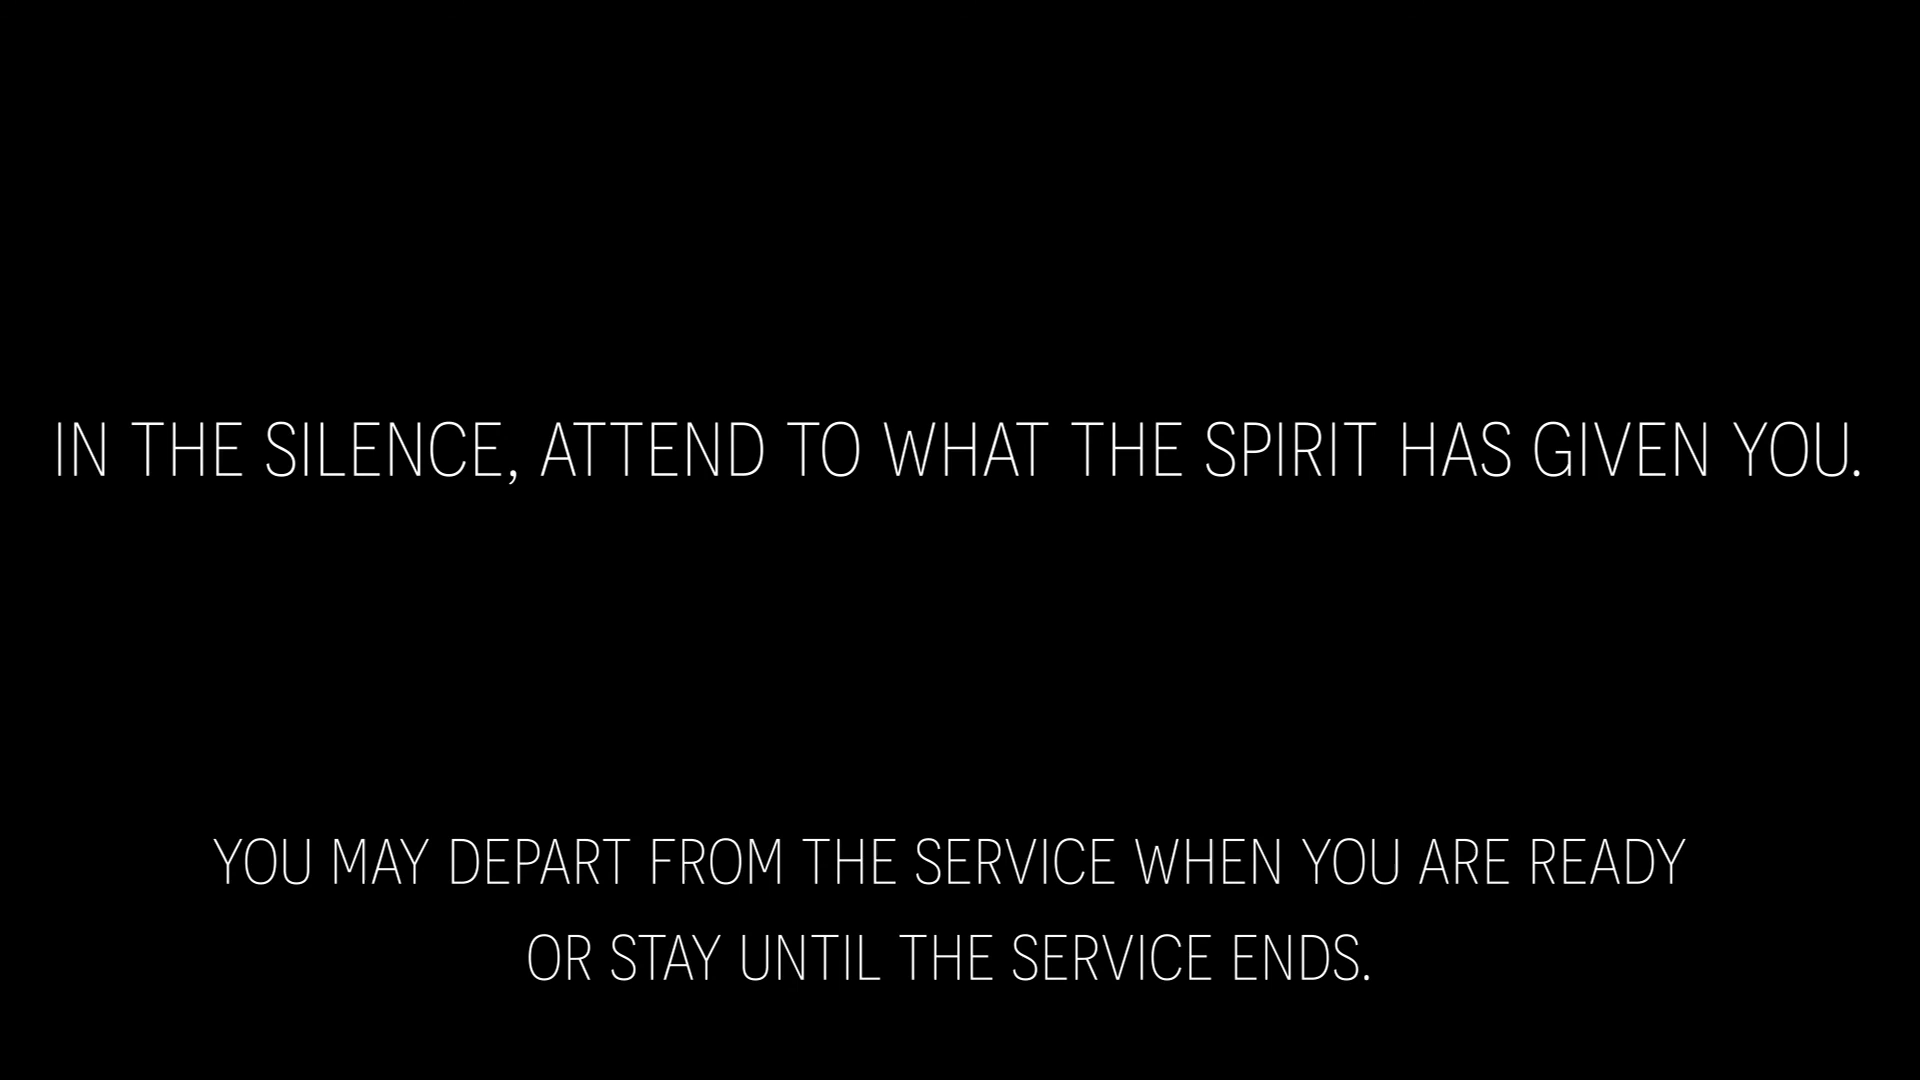 IN THE SILENCE, ATTEND TO WHAT THE SPIRIT HAS GIVEN YOU.
YOU MAY DEPART FROM THE SERVICE WHEN YOU ARE READY
OR STAY UNTIL THE SERVICE ENDS.